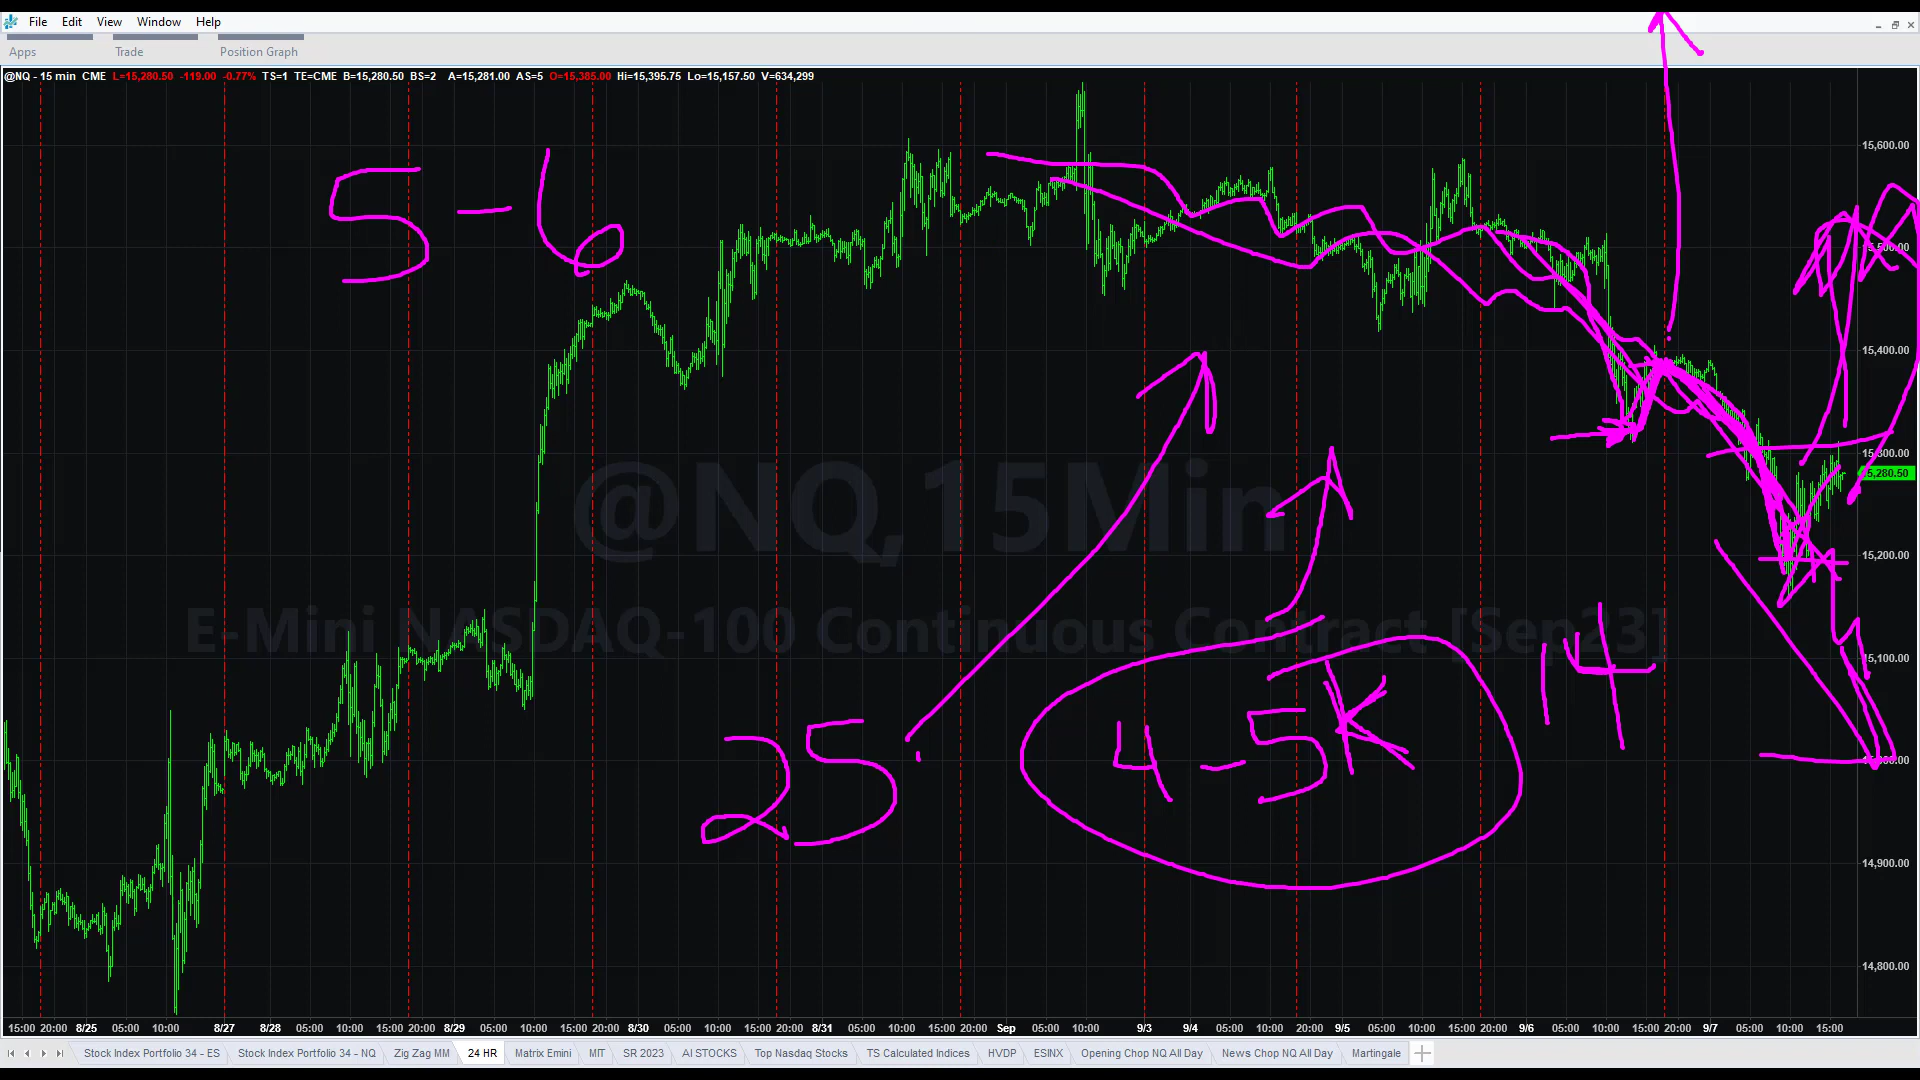 File Edit View Window Help
Apps Trade Position Graph
@NQ - 15 min CME L=15,280.50 -119.00 -0.77% TS=1 TE=CME B=15,280.50 BS=2 A=15,281.00 AS=5 O=15,385.00 Hi=15,395.75 Lo=15,157.50 V=634,299
15,600.00
5-6
15,500.00
15,400.00
15,300.00
15,280.50
@NQ,15Min
15,200.00
E-Mini NASDAQ-100 Continuous Contract [Sep23]
15,100.00
14
25
4-5K
15,000.00
14,900.00
14,800.00
15:00 20:00 8/25 05:00 10:00 8/27 8/28 05:00 10:00 15:00 20:00 8/29 05:00 10:00 15:00 20:00 8/30 05:00 10:00 15:00 20:00 8/31 05:00 10:00 15:00 20:00 Sep 05:00 10:00 9/3 9/4 05:00 10:00 20:00 9/5 05:00 10:00 15:00 20:00 9/6 05:00 10:00 15:00 20:00 9/7 05:00 10:00 15:00
Stock Index Portfolio 34 - ES Stock Index Portfolio 34 - NQ Zig Zag MM 24 HR Matrix Emini MIT SR 2023 AI STOCKS Top Nasdaq Stocks TS Calculated Indices HVDP ESINX Opening Chop NQ All Day News Chop NQ All Day Martingale